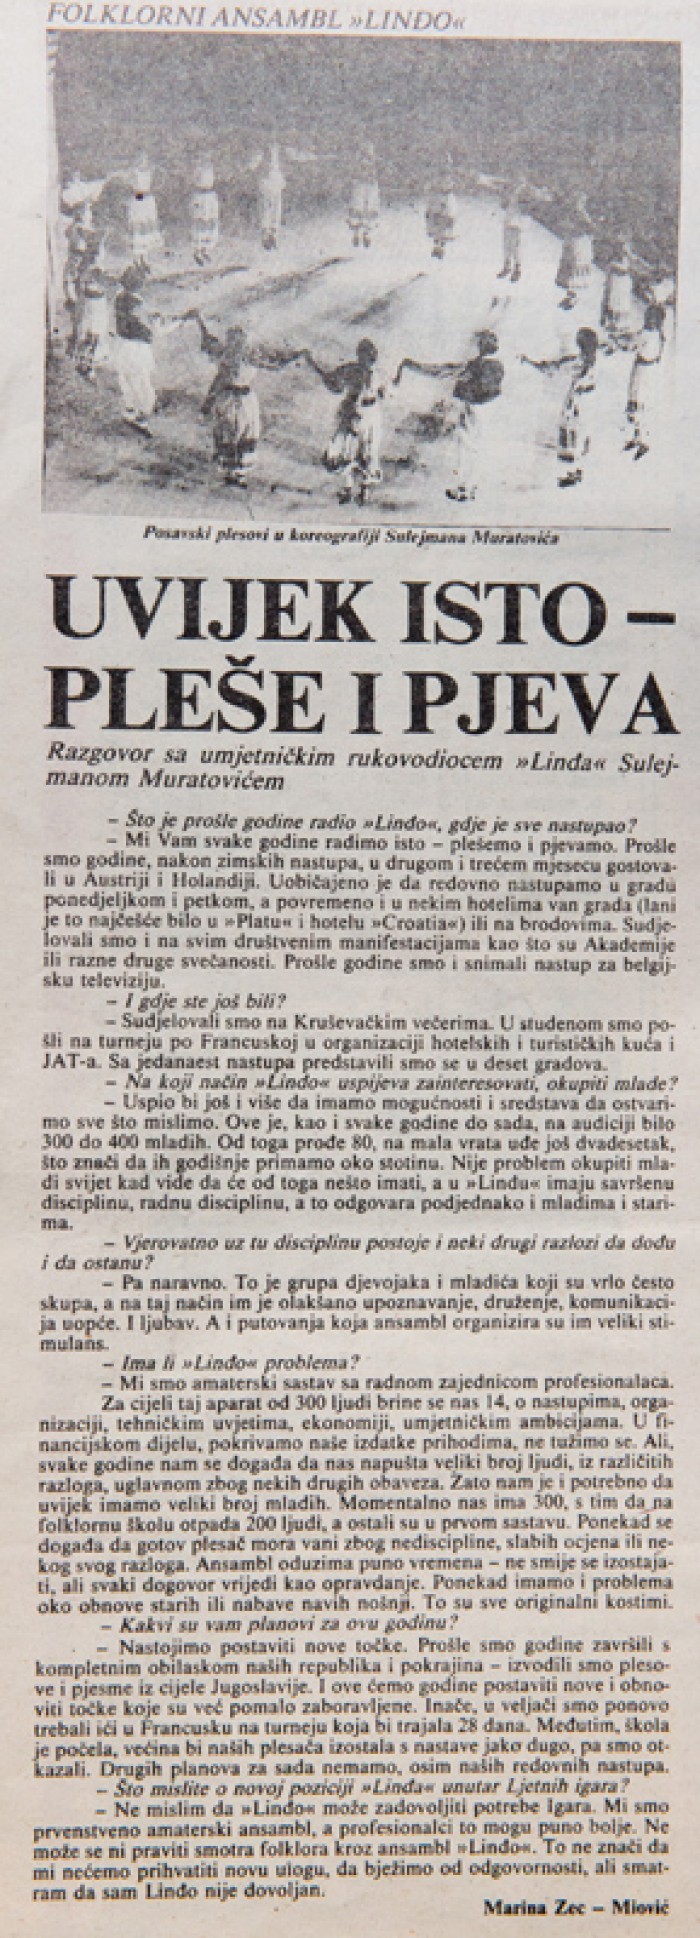 FOLKLORNI ANSAMBL »LINĐO«
Posavski plesovi u koreografiji Sulejmana Muratovića
UVIJEK ISTO –
PLEŠE I PJEVA
Razgovor sa umjetničkim rukovodiocem »Linđa« Sulej-
manom Muratovićem
– Što je prošle godine radio »Linđo«, gdje je sve nastupao?
– Mi Vam svake godine radimo isto – plešemo i pjevamo. Prošle
smo godine, nakon zimskih nastupa, u drugom i trećem mjesecu gostova-
li u Austriji i Holandiji. Uobičajeno je da redovno nastupamo u gradu
ponedjeljkom i petkom, a povremeno i u nekim hotelima van grada (lani
je to najčešće bilo u »Platu« i hotelu »Croatia«) ili na brodovima. Sudje-
lovali smo i na svim društvenim manifestacijama kao što su Akademije
ili razne druge svečanosti. Prošle godine smo i snimali nastup za belgij-
sku televiziju.
– I gdje ste još bili?
– Sudjelovali smo na Kruševačkim večerima. U studenom smo po-
šli na turneju po Francuskoj u organizaciji hotelskih i turističkih kuća i
JAT-a. Sa jedanaest nastupa predstavili smo se u deset gradova.
– Na koji način »Linđo« uspijeva zainteresovati, okupiti mlade?
– Uspio bi još i više da imamo mogućnosti i sredstava da ostvari-
mo sve što mislimo. Ove je, kao i svake godine do sada, na audiciji bilo
300 do 400 mladih. Od toga prođe 80, na mala vrata uđe još dvadesetak,
što znači da ih godišnje primamo oko stotinu. Nije problem okupiti mla-
đi svijet kad vide da će od toga nešto imati, a u »Linđu« imaju savršenu
disciplinu, radnu disciplinu, a to odgovara podjednako i mladima i stari-
ma.
– Vjerovatno uz tu disciplinu postoje i neki drugi razlozi da dođu
i da ostanu?
– Pa naravno. To je grupa djevojaka i mladića koji su vrlo često
skupa, a na taj način im je olakšano upoznavanje, druženje, komunikaci-
ja uopće. I ljubav. A i putovanja koja ansambl organizira su im veliki sti-
mulans.
– Ima li »Linđo« problema?
– Mi smo amaterski sastav sa radnom zajednicom profesionalaca.
Za cijeli taj aparat od 300 ljudi brine se nas 14, o nastupima, orga-
nizaciji, tehničkim uvjetima, ekonomiji, umjetničkim ambicijama. U fi-
nancijskom dijelu, pokrivamo naše izdatke prihodima, ne tužimo se. Ali,
svake godine nam se događa da nas napušta veliki broj ljudi, iz različitih
razloga, uglavnom zbog nekih drugih obaveza. Zato nam je i potrebno da
uvijek imamo veliki broj mladih. Momentalno nas ima 300, s tim da na
folklornu školu otpada 200 ljudi, a ostali su u prvom sastavu. Ponekad se
događa da gotov plesač mora vani zbog nediscipline, slabih ocjena ili ne-
kog svog razloga. Ansambl oduzima puno vremena – ne smije se izostaja-
ti, ali svaki dogovor vrijedi kao opravdanje. Ponekad imamo i problema
oko obnove starih ili nabave navih nošnji. To su sve originalni kostimi.
– Kakvi su vam planovi za ovu godinu?
– Nastojimo postaviti nove točke. Prošle smo godine završili s
kompletnim obilaskom naših republika i pokrajina – izvodili smo pleso-
ve i pjesme iz cijele Jugoslavije. I ove ćemo godine postaviti nove i obno-
viti točke koje su već pomalo zaboravljene. Inače, u veljači smo ponovo
trebali ići u Francusku na turneju koja bi trajala 28 dana. Međutim, škola
je počela, većina bi naših plesača izostala s nastave jako dugo, pa smo ot-
kazali. Drugih planova za sada nemamo, osim naših redovnih nastupa.
– Što mislite o novoj poziciji »Linđa« unutar Ljetnih igara?
– Ne mislim da »Linđo« može zadovoljiti potrebe Igara. Mi smo
prvenstveno amaterski ansambl, a profesionalci to mogu puno bolje. Ne
može se ni praviti smotra folklora kroz ansambl »Linđo«. To ne znači da
mi nećemo prihvatiti novu ulogu, da bježimo od odgovornosti, ali smat-
ram da sam Linđo nije dovoljan.
Marina Zec – Miović